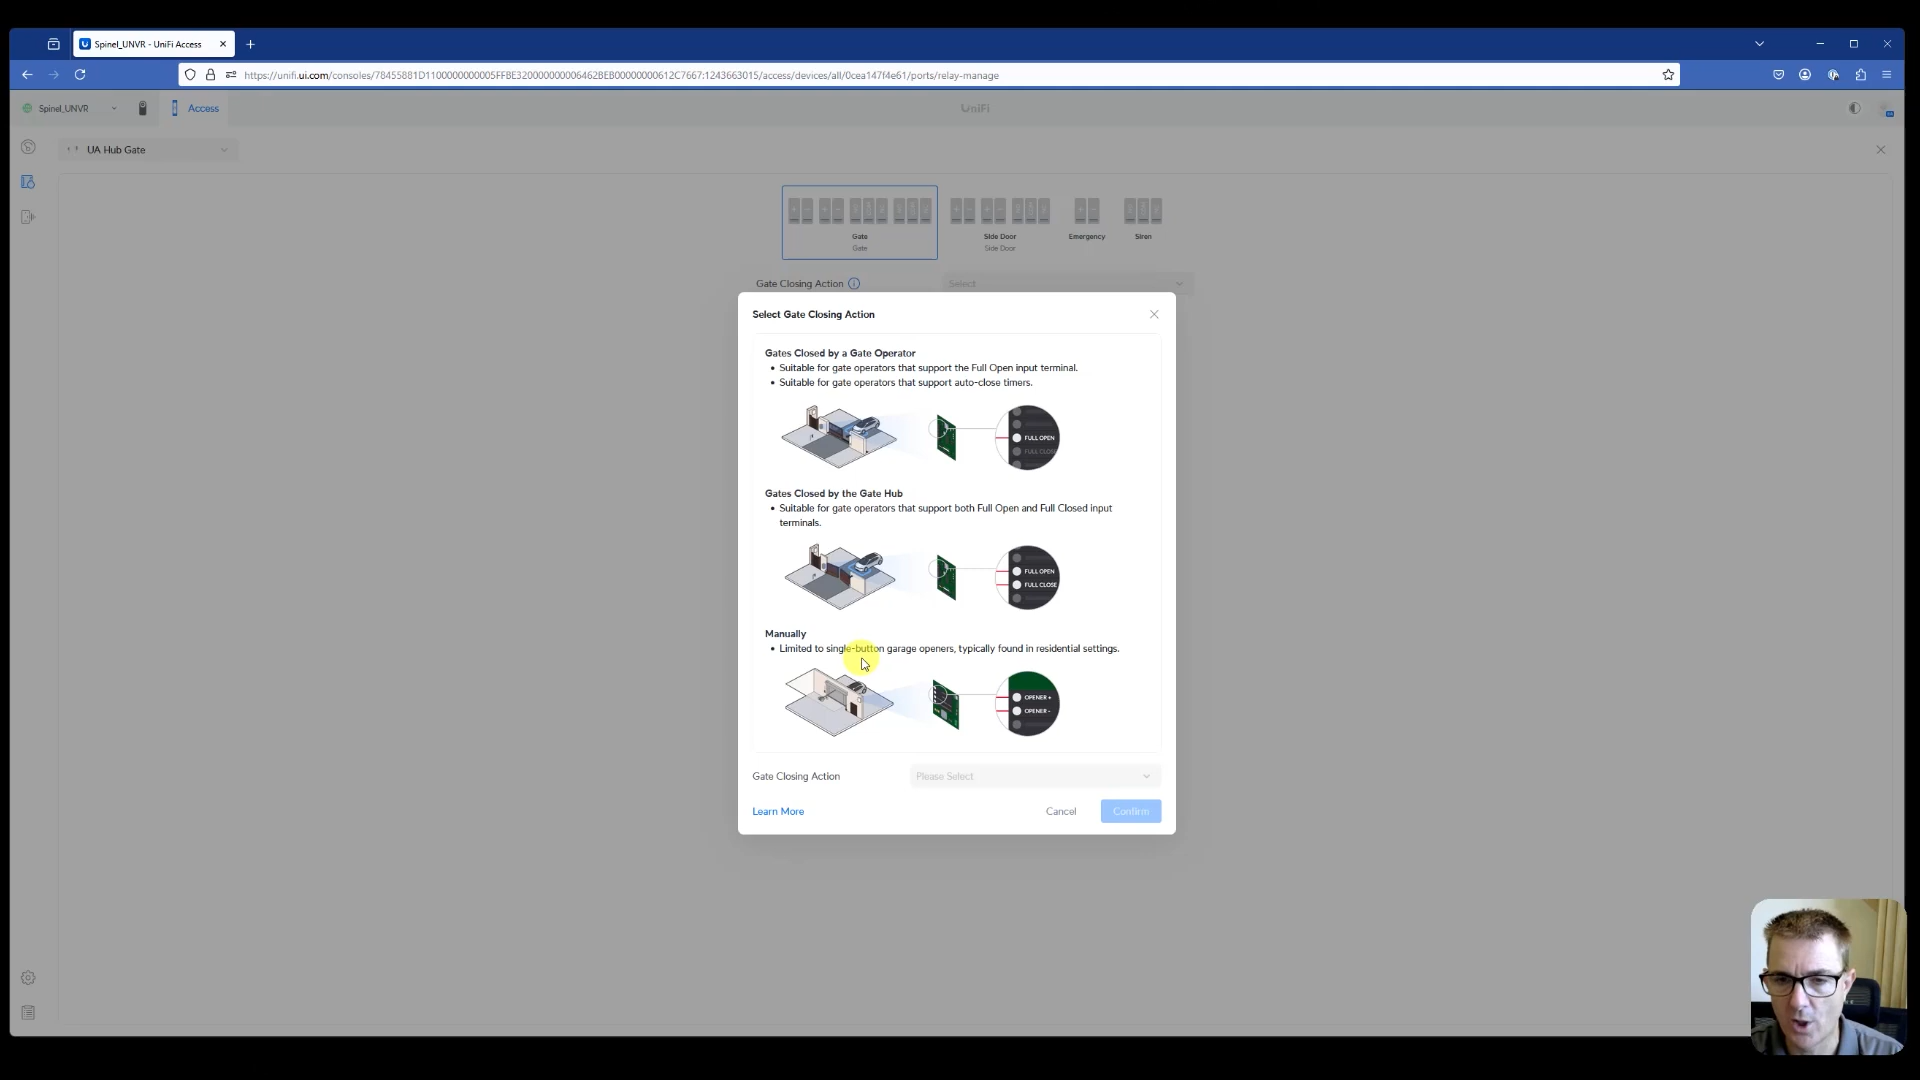 Spinel_UNVR - UniFi Access
https://unifi.ui.com/consoles/78455881D1100000000005FFBE320000000006462BEB00000000612C7667:1243663015/access/devices/all/0cea147f4e61/ports/relay-manage
Spinel_UNVR
Access
UniFi
UA Hub Gate
Gate
Gate
Side Door
Side Door
Emergency
Siren
Gate Closing Action
Select
Select Gate Closing Action
Gates Closed by a Gate Operator
• Suitable for gate operators that support the Full Open input terminal.
• Suitable for gate operators that support auto-close timers.
FULL OPEN
FULL CLOSE
Gates Closed by the Gate Hub
• Suitable for gate operators that support both Full Open and Full Closed input
terminals.
FULL OPEN
FULL CLOSE
Manually
• Limited to single-button garage openers, typically found in residential settings.
OPENER +
OPENER -
Gate Closing Action
Please Select
Learn More
Cancel
Confirm